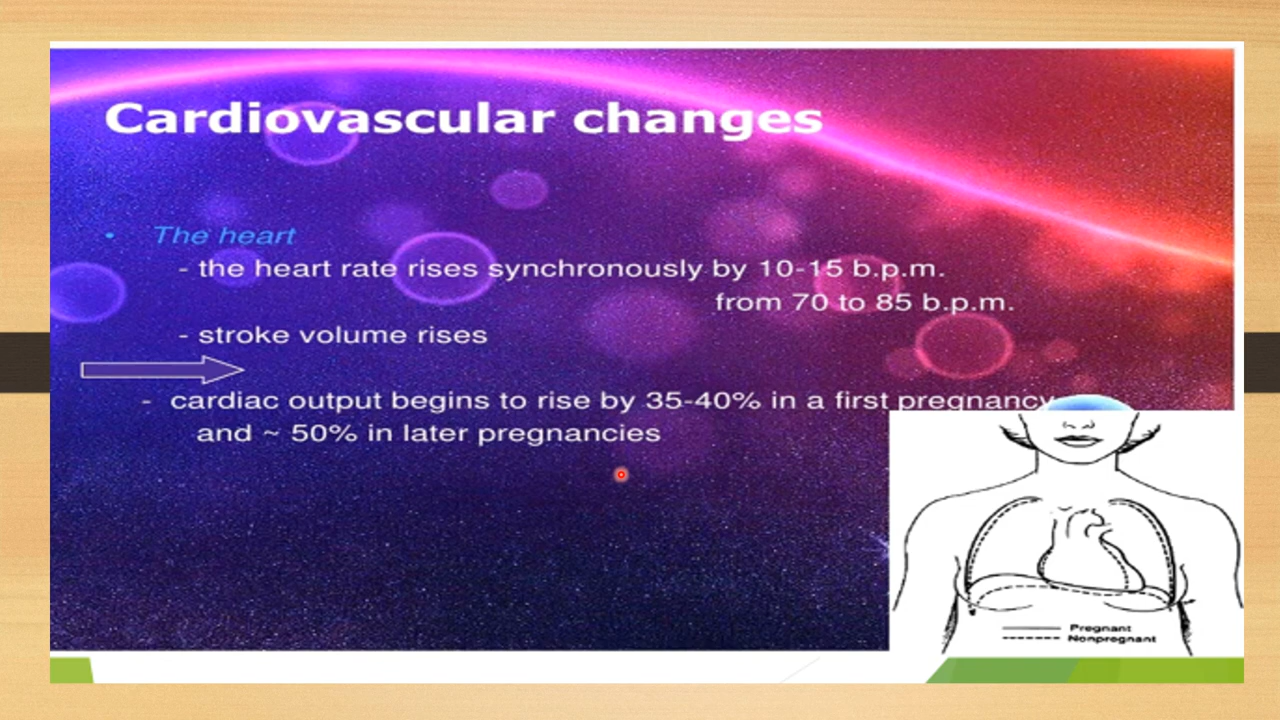 Cardiovascular changes
• The heart
- the heart rate rises synchronously by 10-15 b.p.m.
from 70 to 85 b.p.m.
- stroke volume rises
- cardiac output begins to rise by 35-40% in a first pregnancy
and ~ 50% in later pregnancies
Pregnant
Nonpregnant